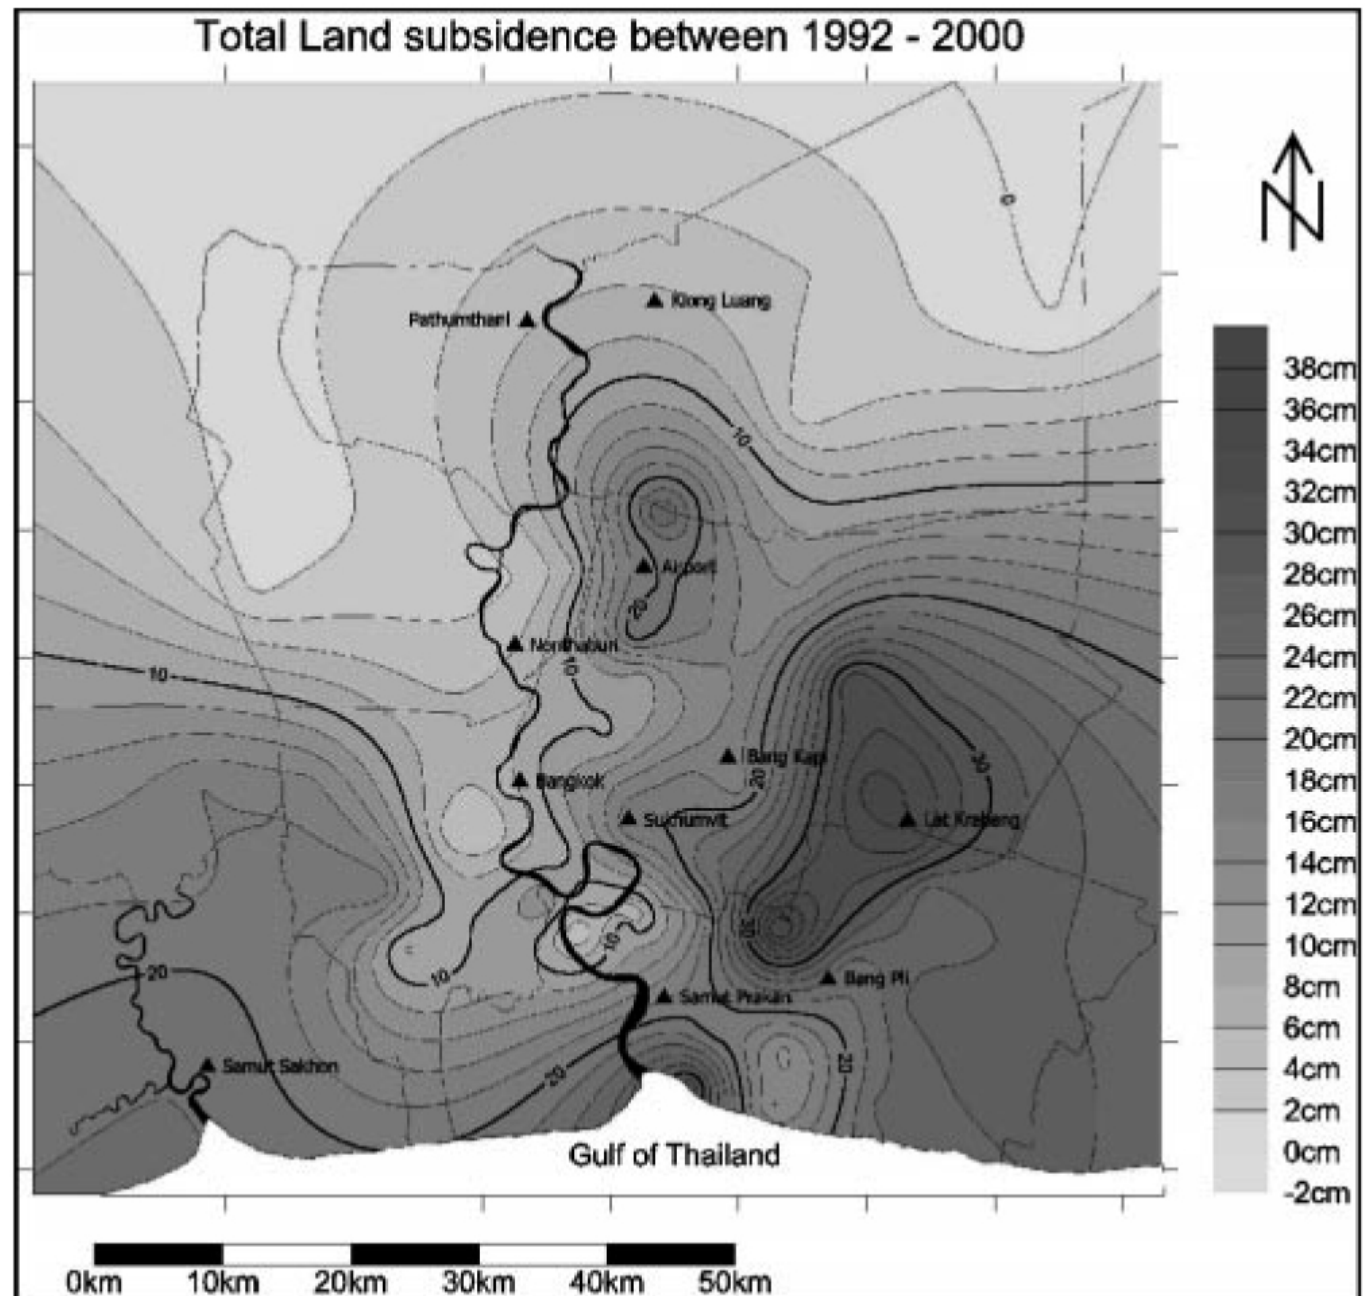 Total Land subsidence between 1992 - 2000
0
N
Klong Luang
Pathumthani
38cm
36cm
34cm
32cm
30cm
28cm
26cm
24cm
22cm
20cm
18cm
16cm
14cm
12cm
10cm
8cm
6cm
4cm
2cm
0cm
-2cm
10
Airport
20
Nonthaburi
10
10
Bang Kapi
30
20
Bangkok
Sukhumvit
Lat Krabang
30
10
10
20
Bang Pli
Samut Prakan
20
20
Samut Sakhon
Gulf of Thailand
0km 10km 20km 30km 40km 50km